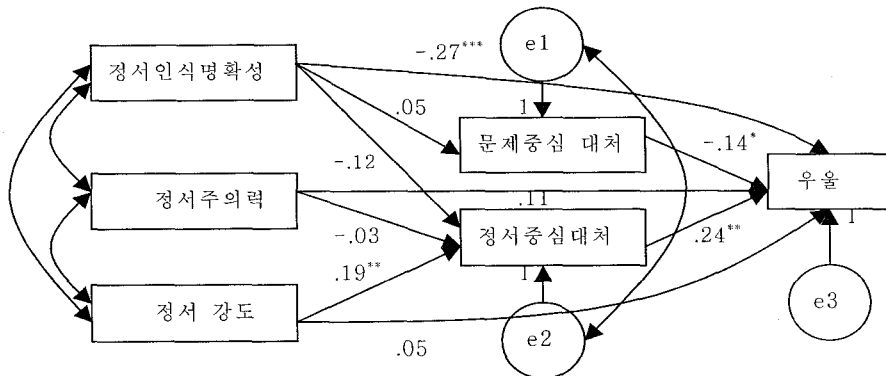 e1
-.27***
정서인식명확성
.05
1
문제중심 대처
-.14*
-.12
우울
정서주의력
.11
1
-.03
정서중심대처
.24**
.19**
1
정서 강도
e3
e2
.05